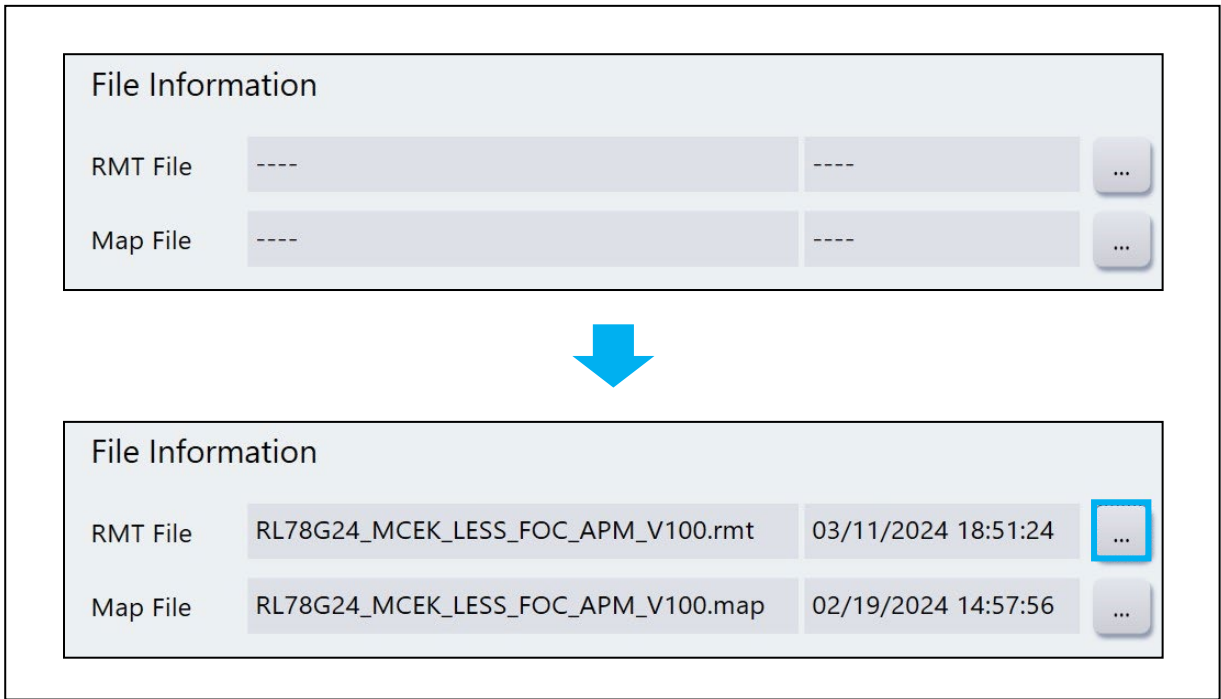 File Information
RMT File ---- ---- ...
Map File ---- ---- ...
File Information
RMT File RL78G24_MCEK_LESS_FOC_APM_V100.rmt 03/11/2024 18:51:24 ...
Map File RL78G24_MCEK_LESS_FOC_APM_V100.map 02/19/2024 14:57:56 ...